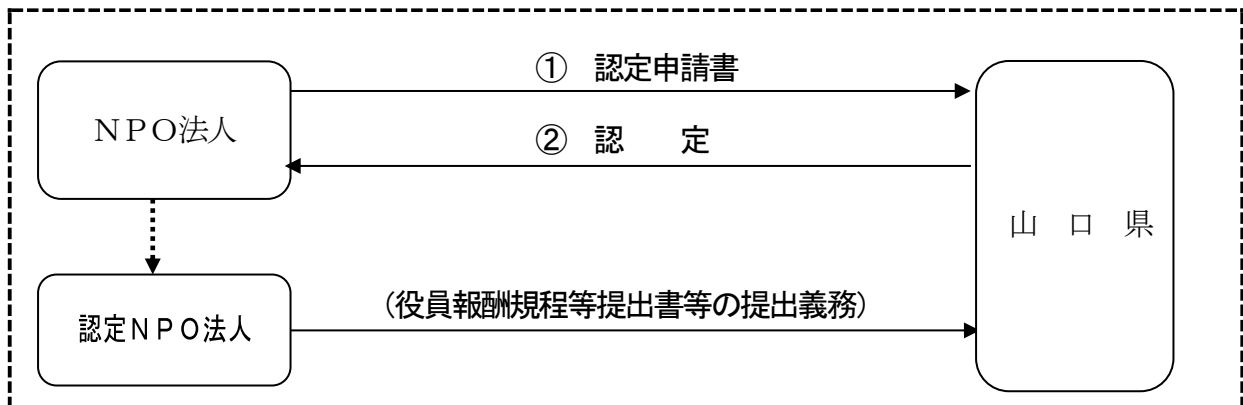 ① 認定申請書
NPO法人
② 認　　定
山　口　県
(役員報酬規程等提出書等の提出義務)
認定NPO法人